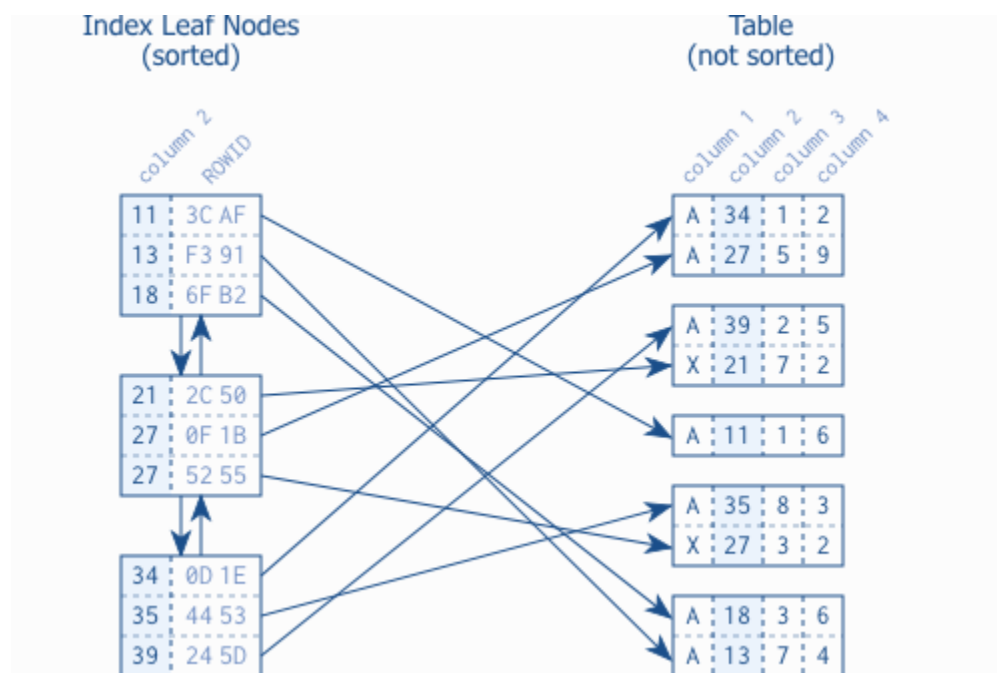 Index Leaf Nodes
(sorted)
column 2
ROWID
11 3C AF
13 F3 91
18 6F B2
21 2C 50
27 0F 1B
27 52 55
34 0D 1E
35 44 53
39 24 5D
Table
(not sorted)
column 1
column 2
column 3
column 4
A 34 1 2
A 27 5 9
A 39 2 5
X 21 7 2
A 11 1 6
A 35 8 3
X 27 3 2
A 18 3 6
A 13 7 4